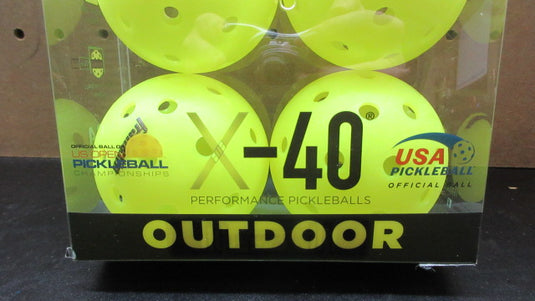 OFFICIAL BALL OF
US OPEN
PICKLEBALL
CHAMPIONSHIPS
X-40®
PERFORMANCE PICKLEBALLS
USA
PICKLEBALL
OFFICIAL BALL
OUTDOOR